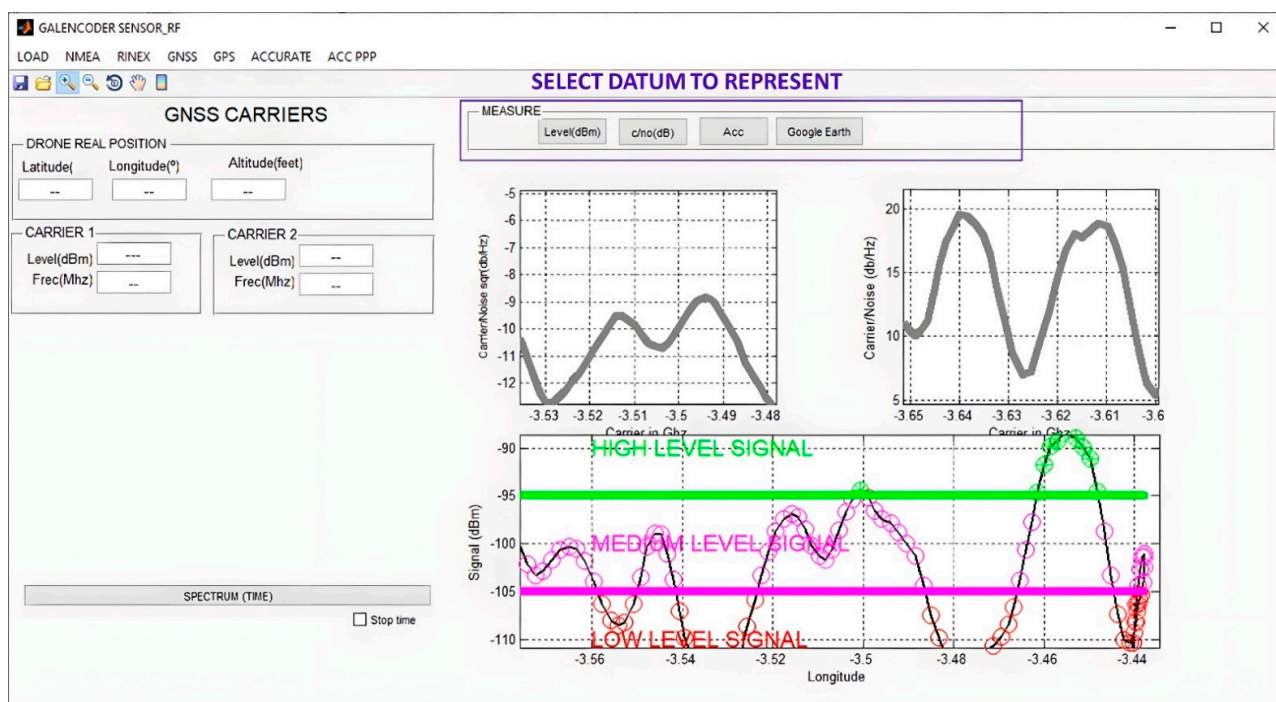 GALENCODER SENSOR_RF
LOAD NMEA RINEX GNSS GPS ACCURATE ACC PPP
SELECT DATUM TO REPRESENT
GNSS CARRIERS
DRONE REAL POSITION
Latitude( Longitude(º) Altitude(feet)
-- -- --
CARRIER 1
Level(dBm) ---
Frec(Mhz) --
CARRIER 2
Level(dBm) --
Frec(Mhz) --
SPECTRUM (TIME)
Stop time
MEASURE
Level(dBm) c/no(dB) Acc Google Earth
Carrier/Noise sqr(db/Hz)
-5
-6
-7
-8
-9
-10
-11
-12
-3.53 -3.52 -3.51 -3.5 -3.49 -3.48
Carrier in Ghz
Carrier/Noise (db/Hz)
20
15
10
5
-3.65 -3.64 -3.63 -3.62 -3.61 -3.6
Carrier in Ghz
Signal (dBm)
-90
-95
-100
-105
-110
HIGH LEVEL SIGNAL
MEDIUM LEVEL SIGNAL
LOW LEVEL SIGNAL
-3.56 -3.54 -3.52 -3.5 -3.48 -3.46 -3.44
Longitude